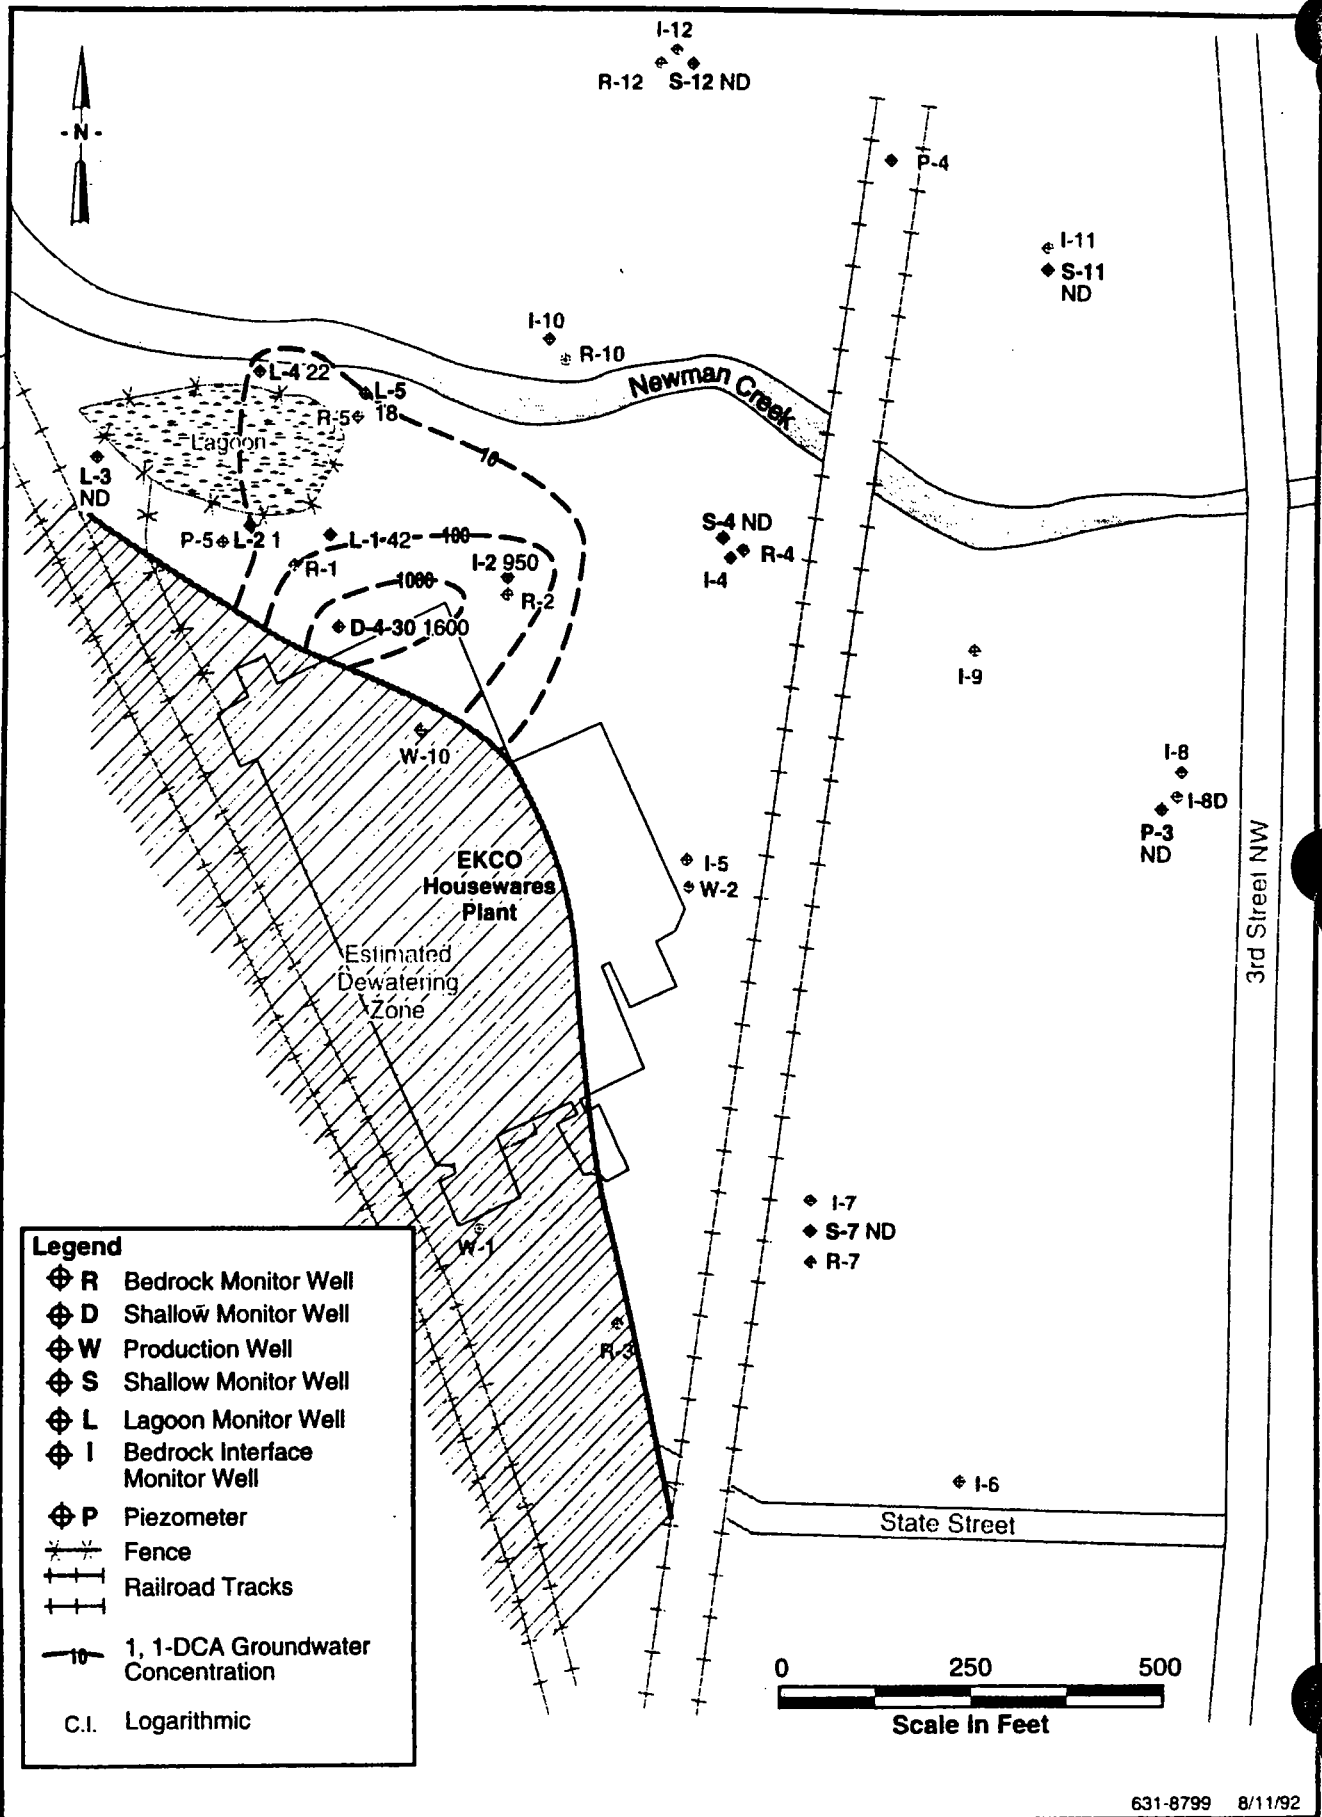 I-12
R-12 S-12 ND
- N -
P-4
I-11
S-11
ND
I-10
R-10
Newman Creek
L-4 22
L-5
18
R-5
Lagoon
10
L-3
ND
S-4 ND
R-4
I-4
P-5 L-2 1
L-1 42
100
R-1
I-2 950
R-2
1000
D-4-30 1600
I-9
W-10
I-8
I-8D
P-3
ND
3rd Street NW
EKCO
Housewares
Plant
I-5
W-2
Estimated
Dewatering
Zone
I-7
S-7 ND
R-7
W-1
R-3
I-6
State Street
Legend
R Bedrock Monitor Well
D Shallow Monitor Well
W Production Well
S Shallow Monitor Well
L Lagoon Monitor Well
I Bedrock Interface
Monitor Well
P Piezometer
Fence
Railroad Tracks
10 1, 1-DCA Groundwater
Concentration
C.I. Logarithmic
0 250 500
Scale In Feet
631-8799 8/11/92